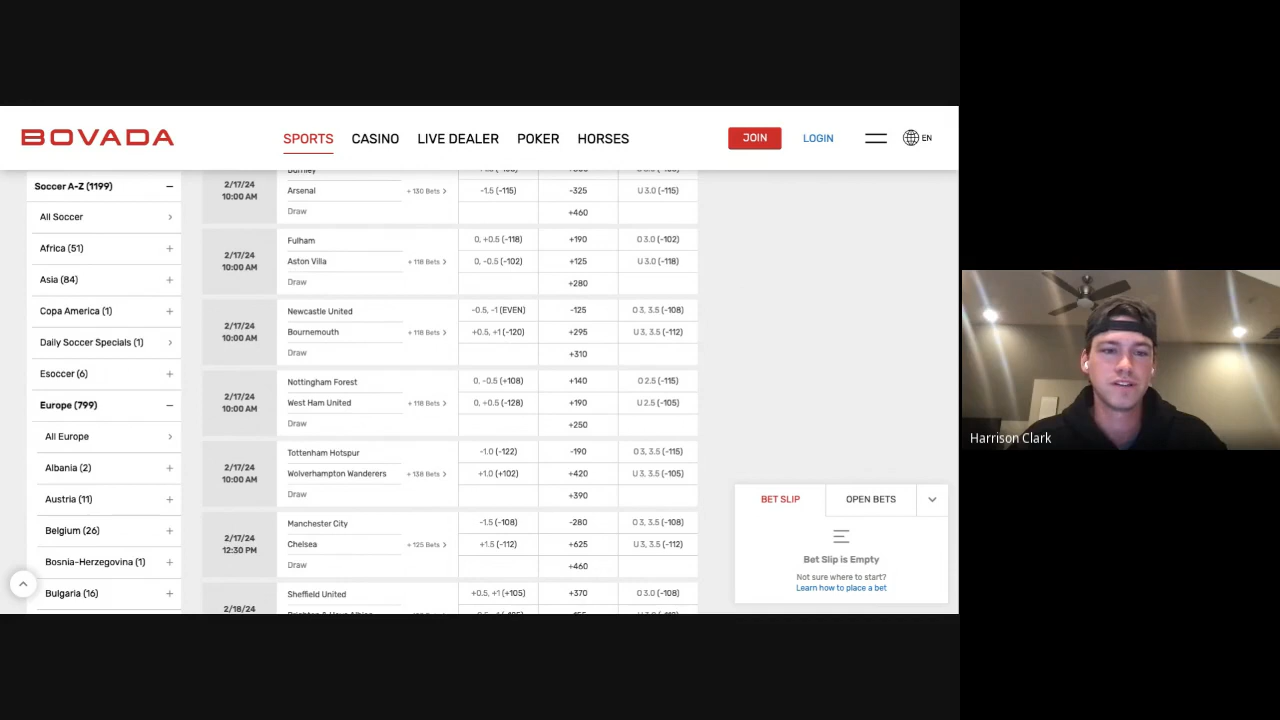 BOVADA
SPORTS CASINO LIVE DEALER POKER HORSES
JOIN LOGIN EN
Soccer A-Z (1199)
All Soccer
Africa (51)
Asia (84)
Copa America (1)
Daily Soccer Specials (1)
Esoccer (6)
Europe (799)
All Europe
Albania (2)
Austria (11)
Belgium (26)
Bosnia-Herzegovina (1)
Bulgaria (16)
2/17/24
10:00 AM
Burnley
Arsenal + 130 Bets > -1.5 (-115) -325 U 3.0 (-115)
Draw +460
2/17/24
10:00 AM
Fulham 0, +0.5 (-118) +190 O 3.0 (-102)
Aston Villa + 118 Bets > 0, -0.5 (-102) +125 U 3.0 (-118)
Draw +280
2/17/24
10:00 AM
Newcastle United -0.5, -1 (EVEN) -125 O 3, 3.5 (-108)
Bournemouth + 118 Bets > +0.5, +1 (-120) +295 U 3, 3.5 (-112)
Draw +310
2/17/24
10:00 AM
Nottingham Forest 0, -0.5 (+108) +140 O 2.5 (-115)
West Ham United + 118 Bets > 0, +0.5 (-128) +190 U 2.5 (-105)
Draw +250
2/17/24
10:00 AM
Tottenham Hotspur -1.0 (-122) -190 O 3, 3.5 (-115)
Wolverhampton Wanderers + 138 Bets > +1.0 (+102) +420 U 3, 3.5 (-105)
Draw +390
2/17/24
12:30 PM
Manchester City -1.5 (-108) -280 O 3, 3.5 (-108)
Chelsea + 125 Bets > +1.5 (-112) +625 U 3, 3.5 (-112)
Draw +460
2/18/24
Sheffield United +0.5, +1 (+105) +370 O 3.0 (-108)
BET SLIP OPEN BETS
Bet Slip is Empty
Not sure where to start?
Learn how to place a bet
Harrison Clark